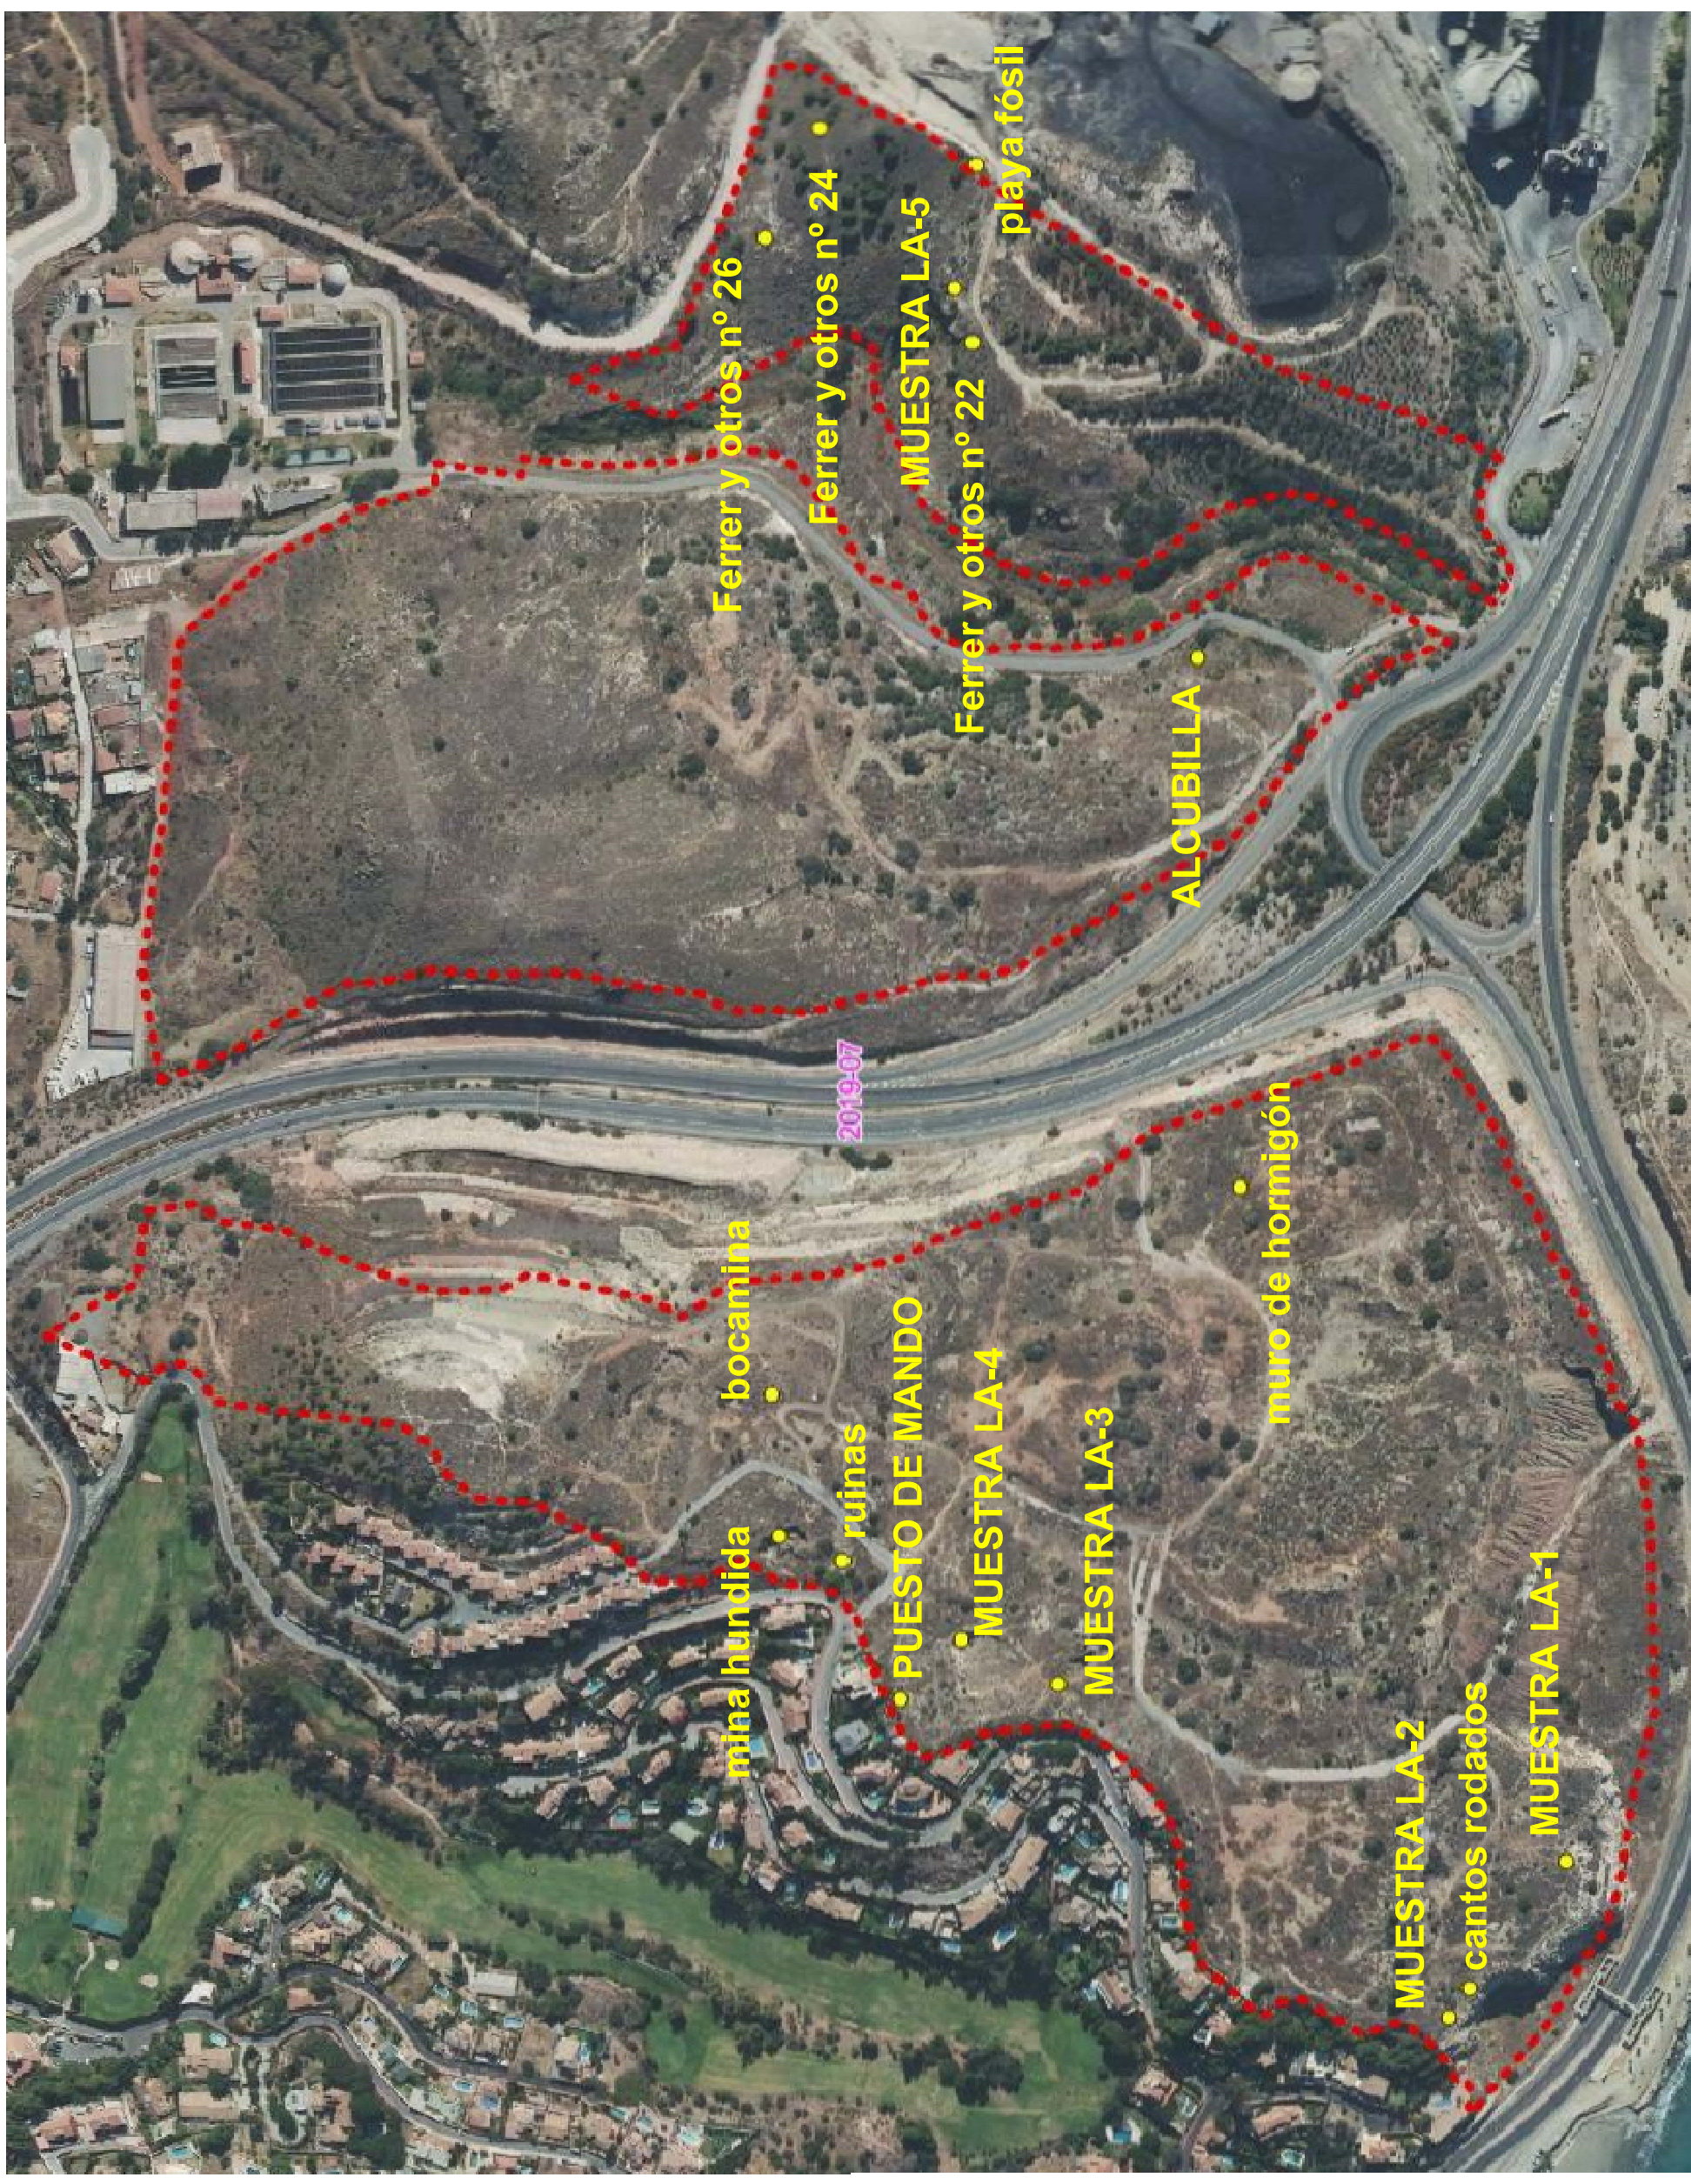 mina hundida
bocamina
ruinas
PUESTO DE MANDO
MUESTRA LA-4
MUESTRA LA-3
MUESTRA LA-2
cantos rodados
MUESTRA LA-1
muro de hormigón
2019-07
ALCUBILLA
Ferrer y otros nº 26
Ferrer y otros nº 24
MUESTRA LA-5
Ferrer y otros nº 22
playa fósil